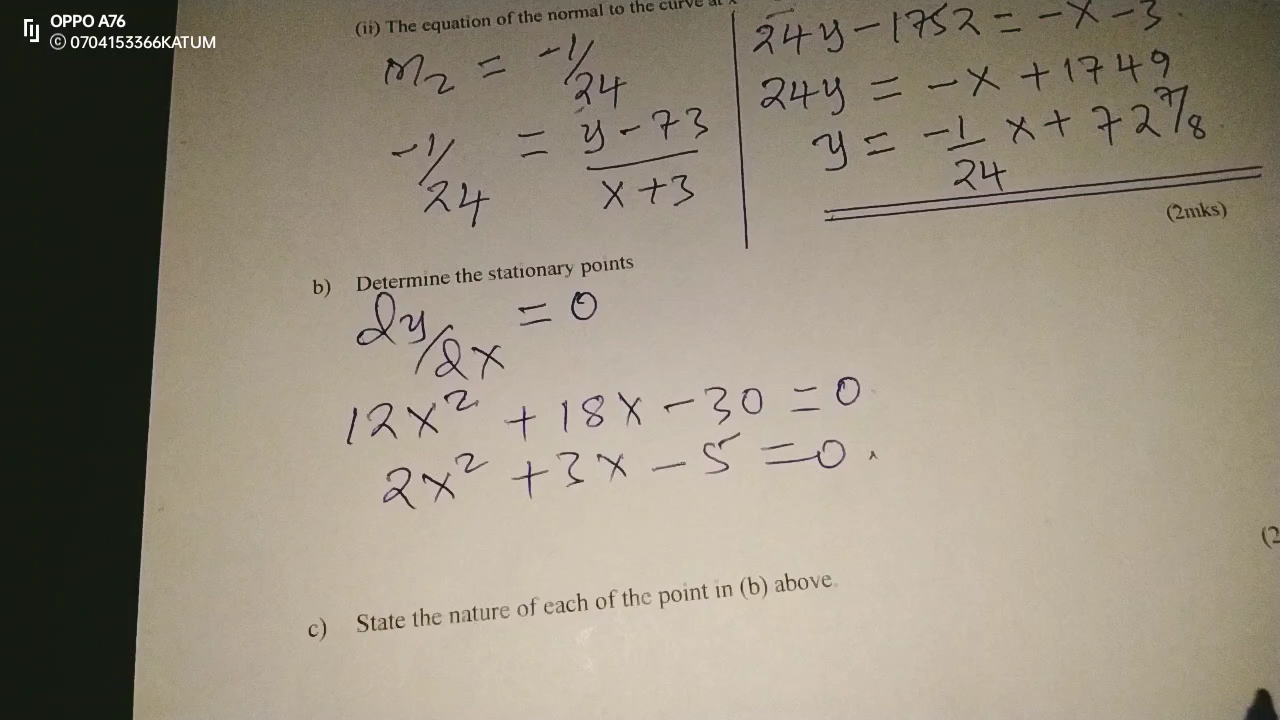 OPPO A76
© 0704153366KATUM
(ii) The equation of the normal to the curve at x
m₂ = -1/24
-1/24 = y-73/x+3
24y - 1752 = -x - 3
24y = -x + 1749
y = -1/24 x + 72 7/8
(2mks)
b) Determine the stationary points
dy/dx = 0
12x² + 18x - 30 = 0
2x² + 3x - 5 = 0.
(2
c) State the nature of each of the point in (b) above.